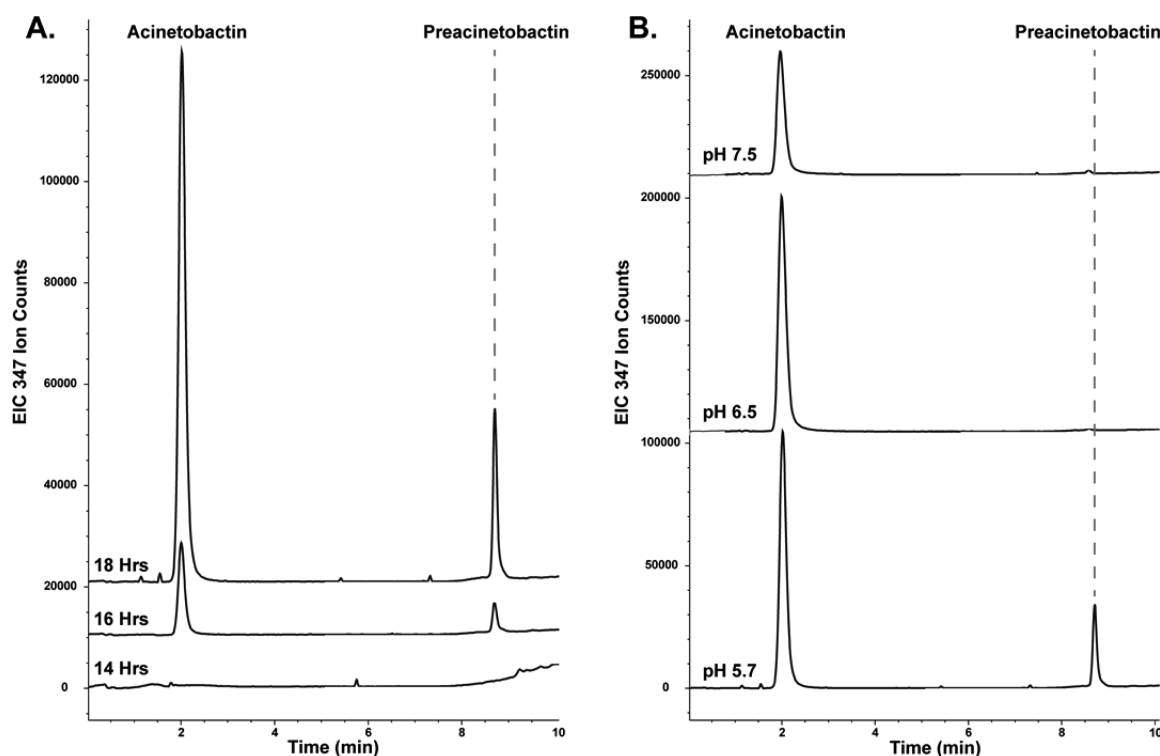 A.
Acinetobactin
Preacinetobactin
120000
100000
80000
60000
40000
20000
0
EIC 347 Ion Counts
18 Hrs
16 Hrs
14 Hrs
2 4 6 8 10
Time (min)
B.
Acinetobactin
Preacinetobactin
250000
200000
150000
100000
50000
0
EIC 347 Ion Counts
pH 7.5
pH 6.5
pH 5.7
2 4 6 8 10
Time (min)